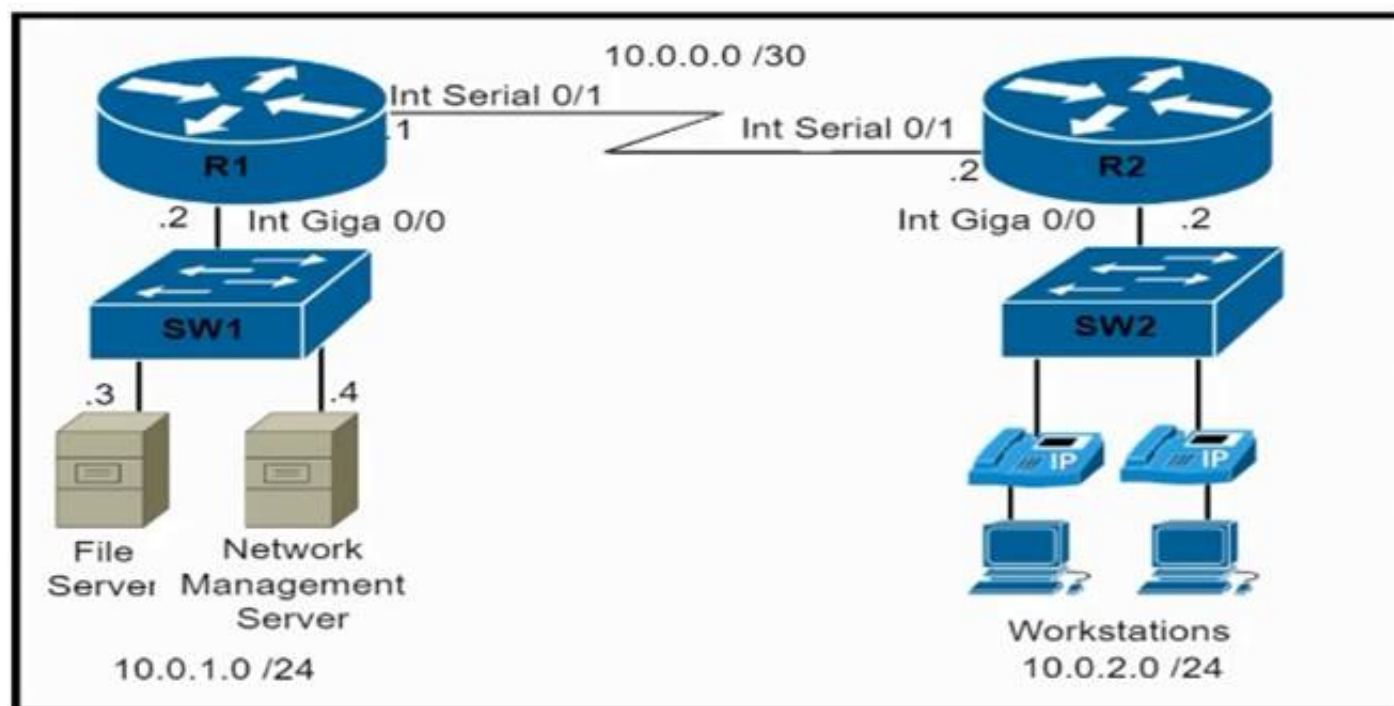 10.0.0.0 /30
Int Serial 0/1
.1
Int Serial 0/1
.2
R1
R2
.2
Int Giga 0/0
Int Giga 0/0
.2
SW1
SW2
.3
.4
IP
IP
File
Server
Network
Management
Server
Workstations
10.0.1.0 /24
10.0.2.0 /24